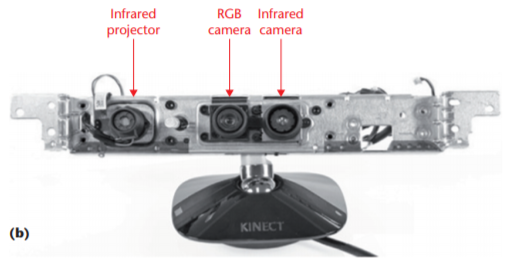 Infrared
projector
RGB
camera
Infrared
camera
KINECT
(b)